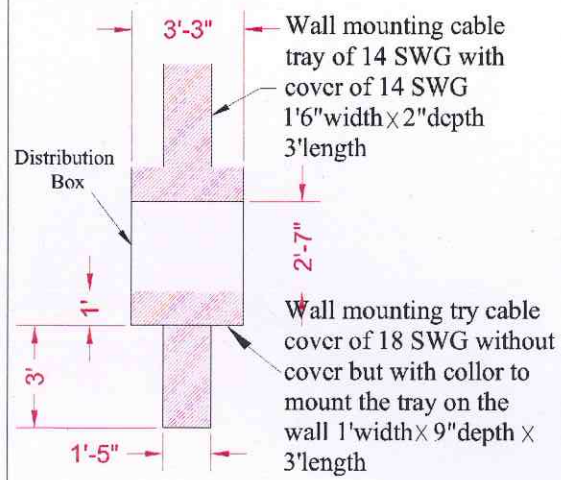 3'-3"
Wall mounting cable
tray of 14 SWG with
cover of 14 SWG
1'6"width×2"depth
3'length
Distribution
Box
2'-7"
1'
3'
1'-5"
Wall mounting try cable
cover of 18 SWG without
cover but with collor to
mount the tray on the
wall 1'width× 9"depth ×
3'length